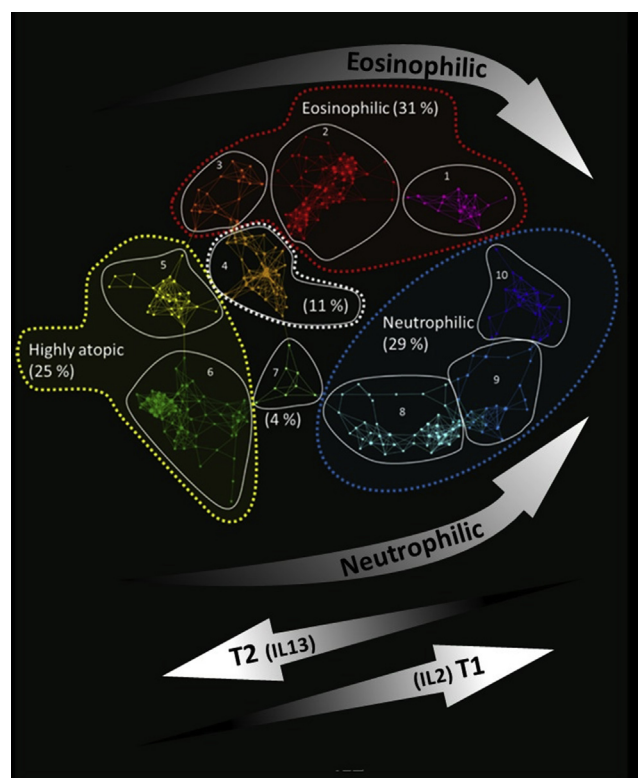 Eosinophilic
Eosinophilic (31 %)
2
3
1
4
5
10
(11 %)
Neutrophilic
(29 %)
Highly atopic
(25 %)
6
7
9
8
(4 %)
Neutrophilic
T2 (IL13)
(IL2) T1